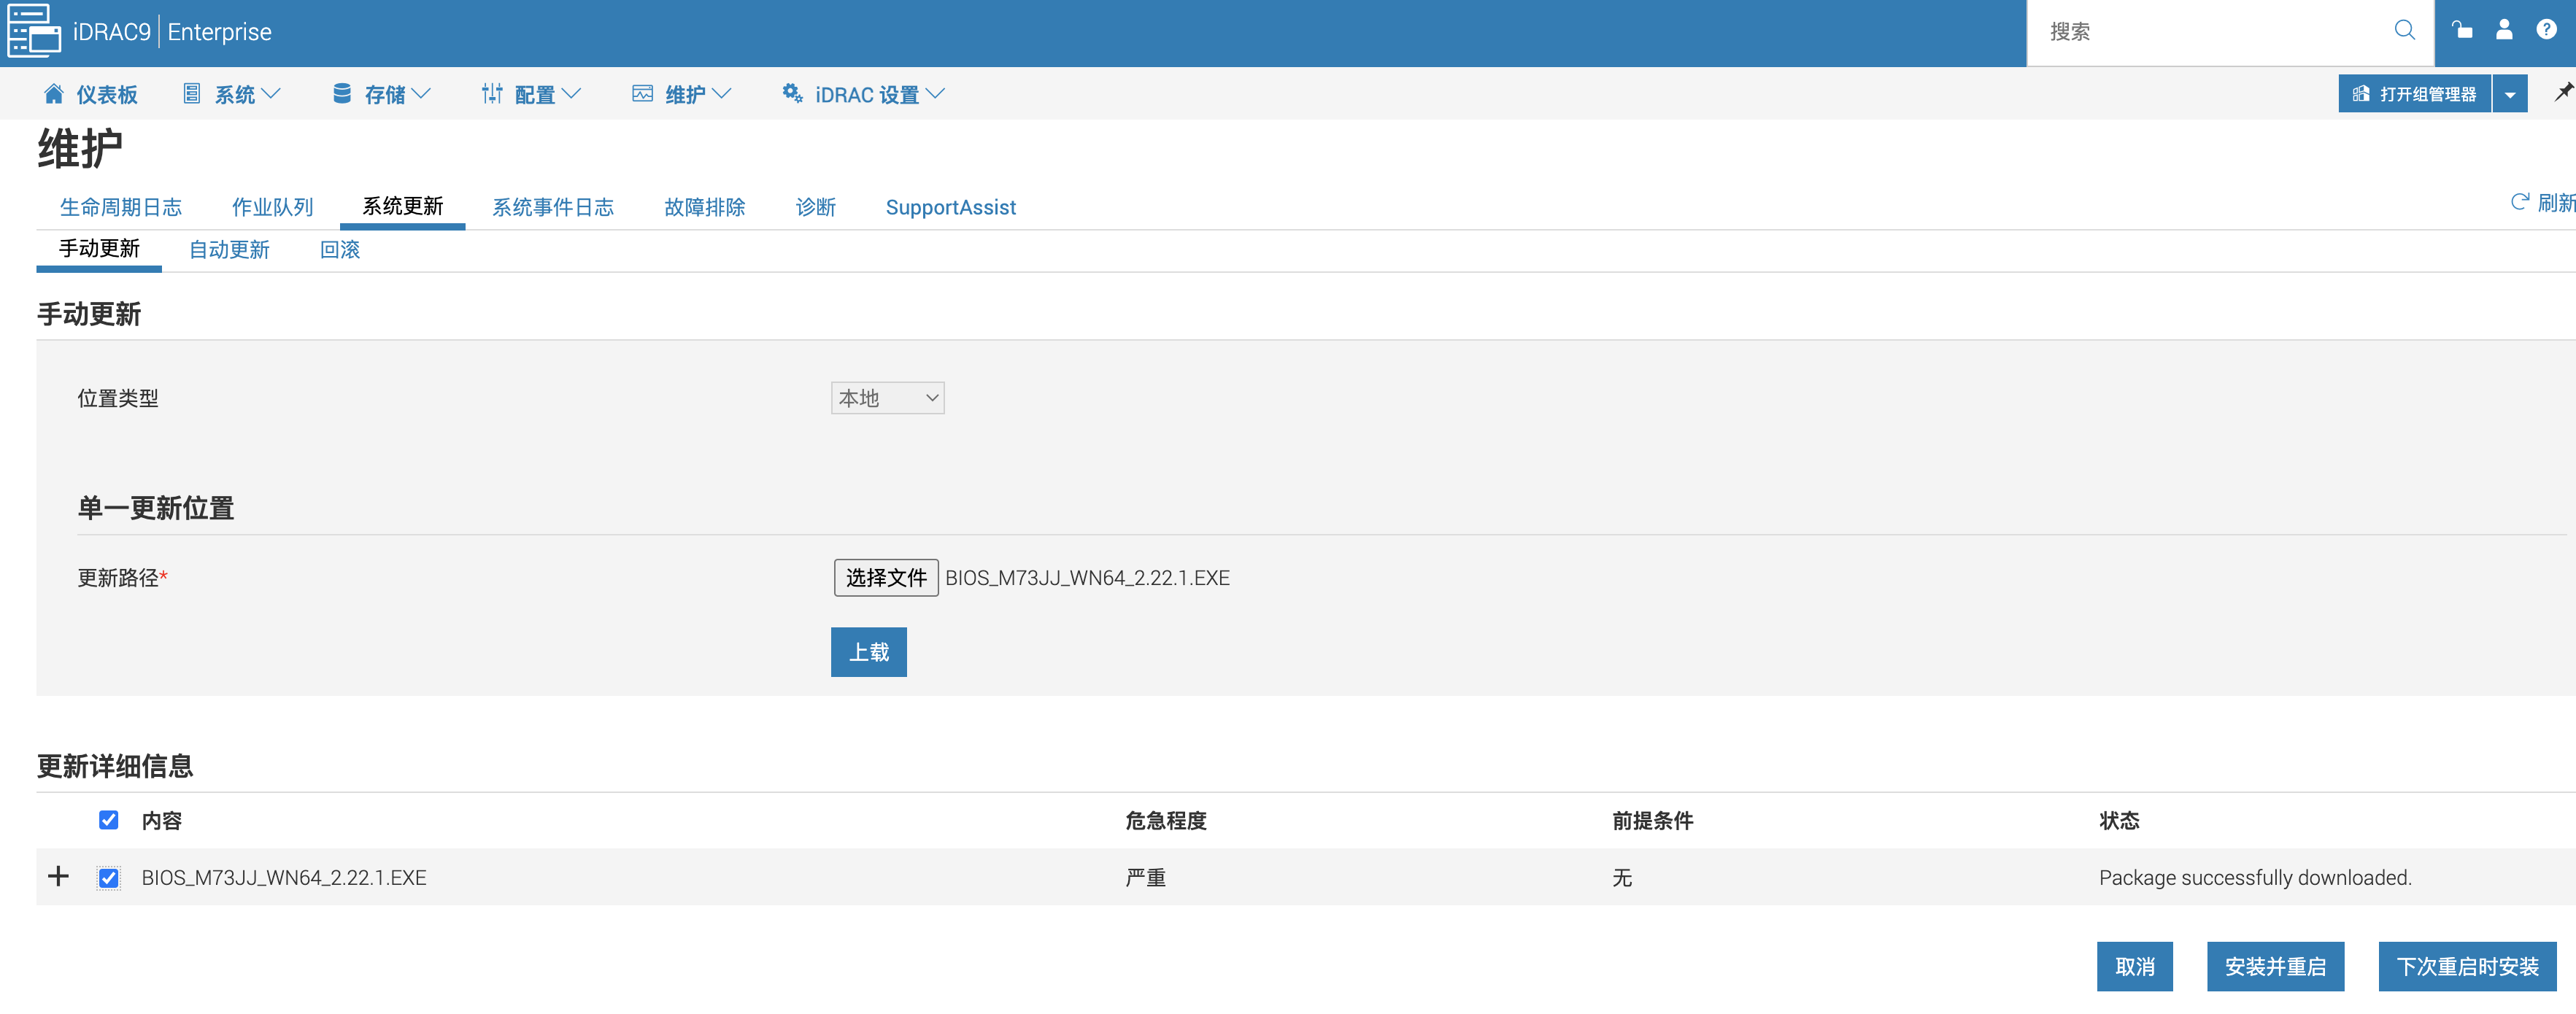 iDRAC9 Enterprise
搜索
仪表板 系统 存储 配置 维护 iDRAC 设置 打开组管理器
维护
生命周期日志 作业队列 系统更新 系统事件日志 故障排除 诊断 SupportAssist 刷新
手动更新 自动更新 回滚
手动更新
位置类型 本地
单一更新位置
更新路径* 选择文件 BIOS_M73JJ_WN64_2.22.1.EXE
上载
更新详细信息
内容 危急程度 前提条件 状态
BIOS_M73JJ_WN64_2.22.1.EXE 严重 无 Package successfully downloaded.
取消 安装并重启 下次重启时安装